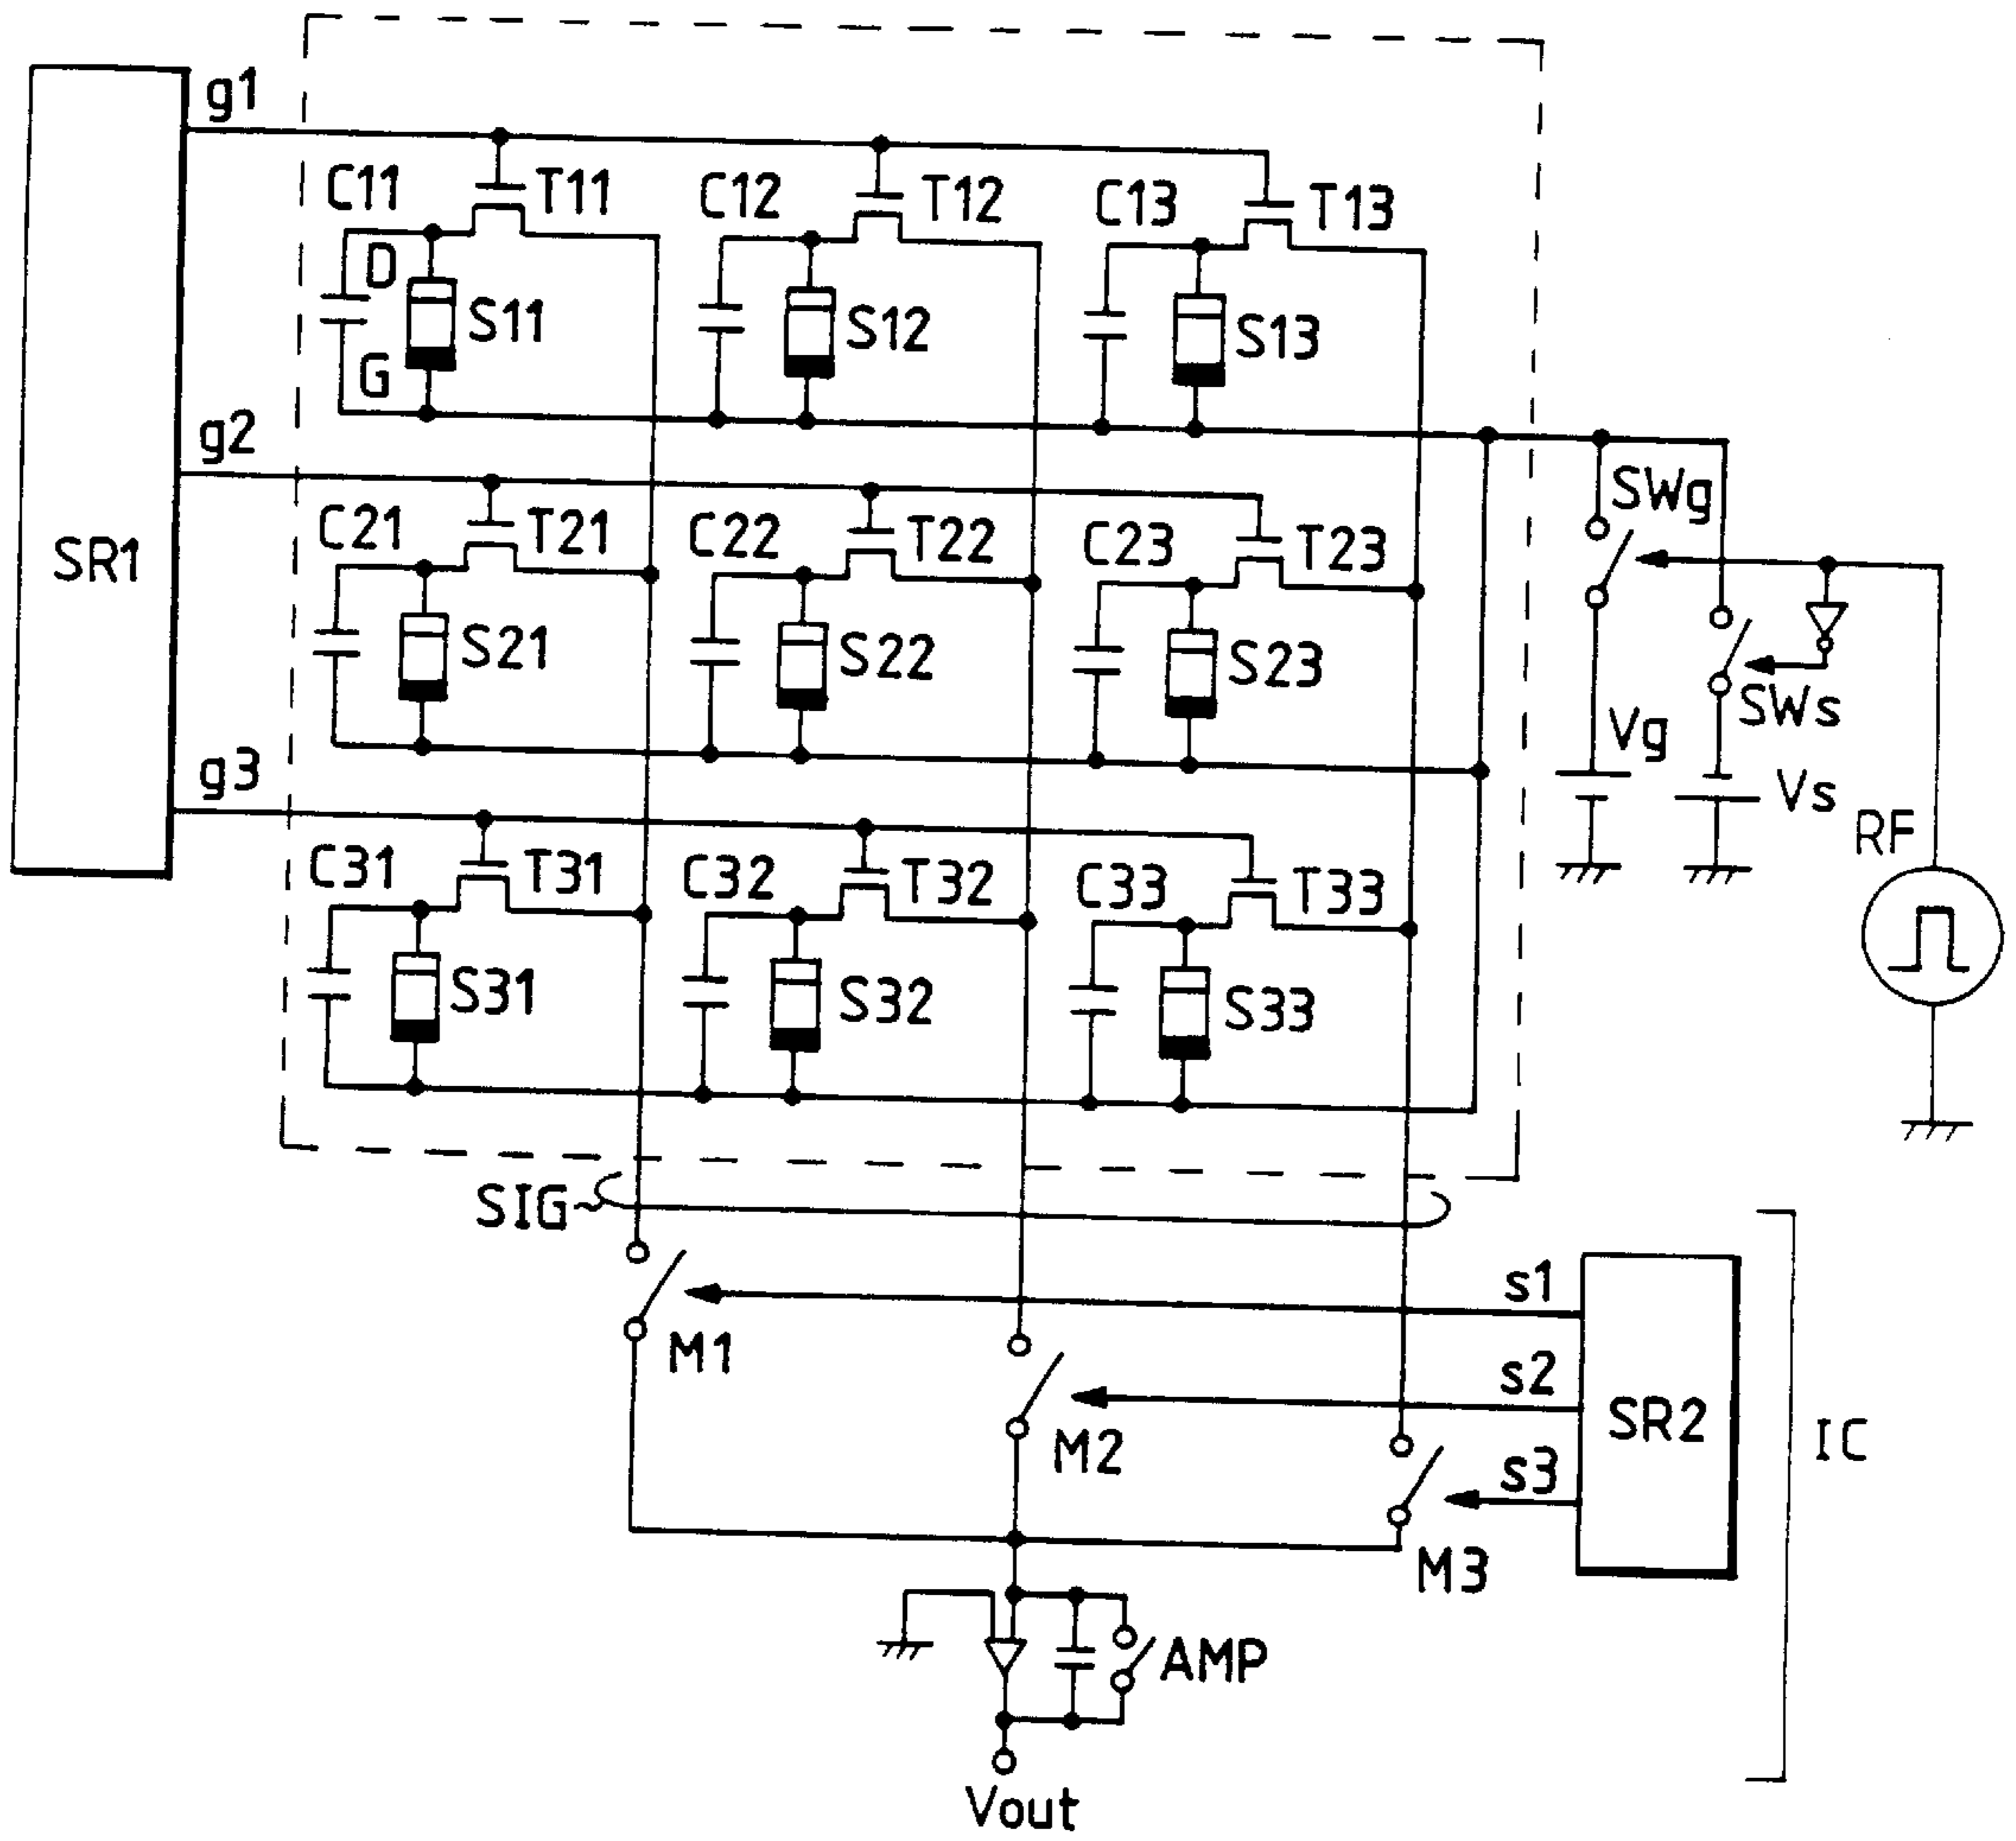 g1
C11 T11 C12 T12 C13 T13
D
S11 S12 S13
G
g2
SWg
C21 T21 C22 T22 C23 T23
SR1
S21 S22 S23
SWs
Vg
g3
Vs
RF
C31 T31 C32 T32 C33 T33
S31 S32 S33
SIG
s1
M1
s2
SR2
IC
M2
s3
M3
AMP
Vout